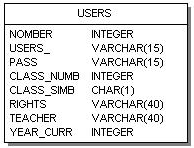 USERS
NOMBER INTEGER
USERS_ VARCHAR(15)
PASS VARCHAR(15)
CLASS_NUMB INTEGER
CLASS_SIMB CHAR(1)
RIGHTS VARCHAR(40)
TEACHER VARCHAR(40)
YEAR_CURR INTEGER